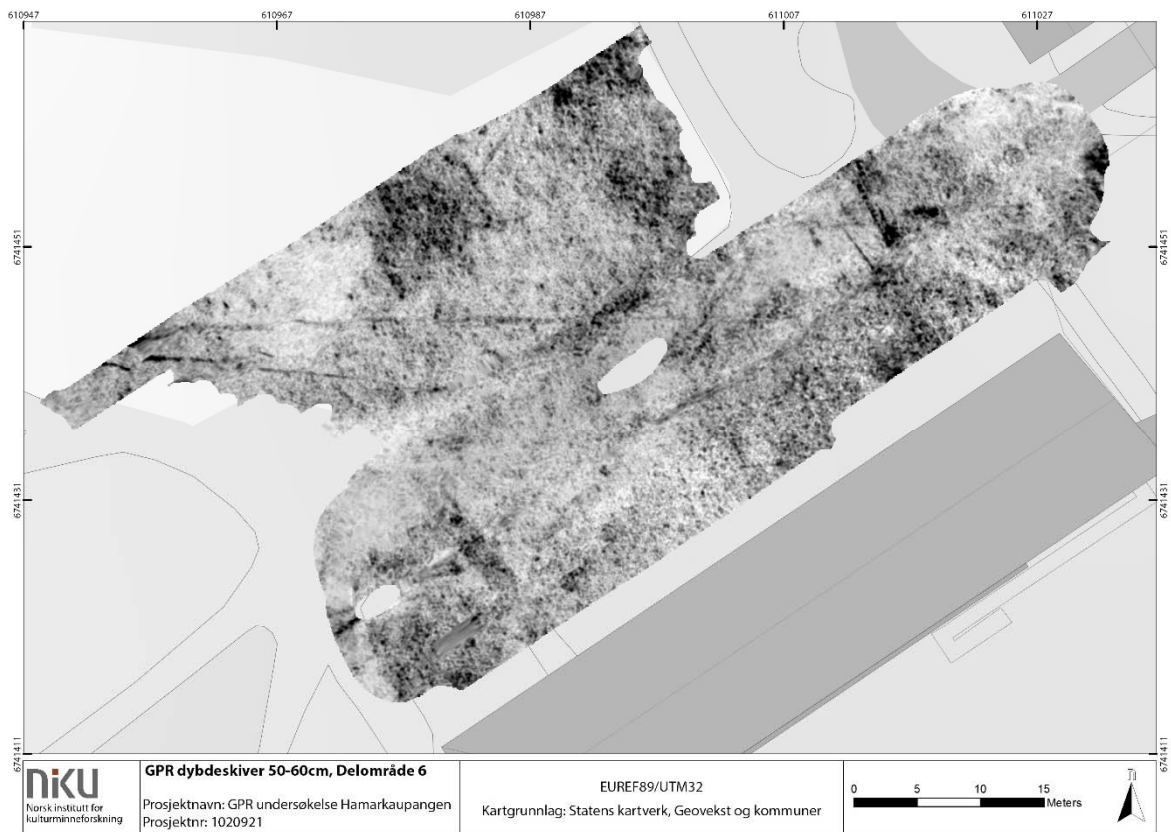 610947 610967 610987 611007 611027
6741451 6741451
6741431 6741431
6741411 6741411
niku
Norsk institutt for
kulturminneforskning
GPR dybdeskiver 50-60cm, Delområde 6
Prosjektnavn: GPR undersøkelse Hamarkaupangen
Prosjektnr: 1020921
EUREF89/UTM32
Kartgrunnlag: Statens kartverk, Geovekst og kommuner
0 5 10 15
Meters